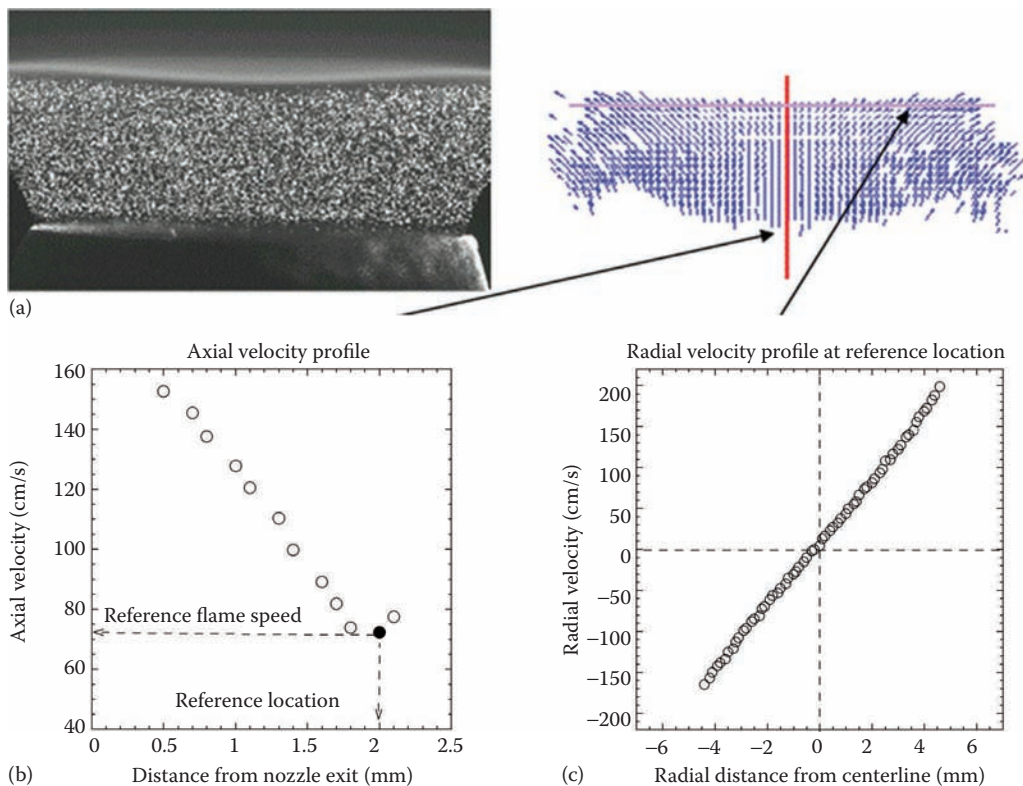 (a)
Axial velocity profile
160
140
120
100
80
60
40
Axial velocity (cm/s)
Reference flame speed
Reference location
0
0.5
1
1.5
2
2.5
(b)
Distance from nozzle exit (mm)
Radial velocity profile at reference location
200
150
100
50
0
−50
−100
−150
−200
Radial velocity (cm/s)
−6
−4
−2
0
2
4
6
(c)
Radial distance from centerline (mm)